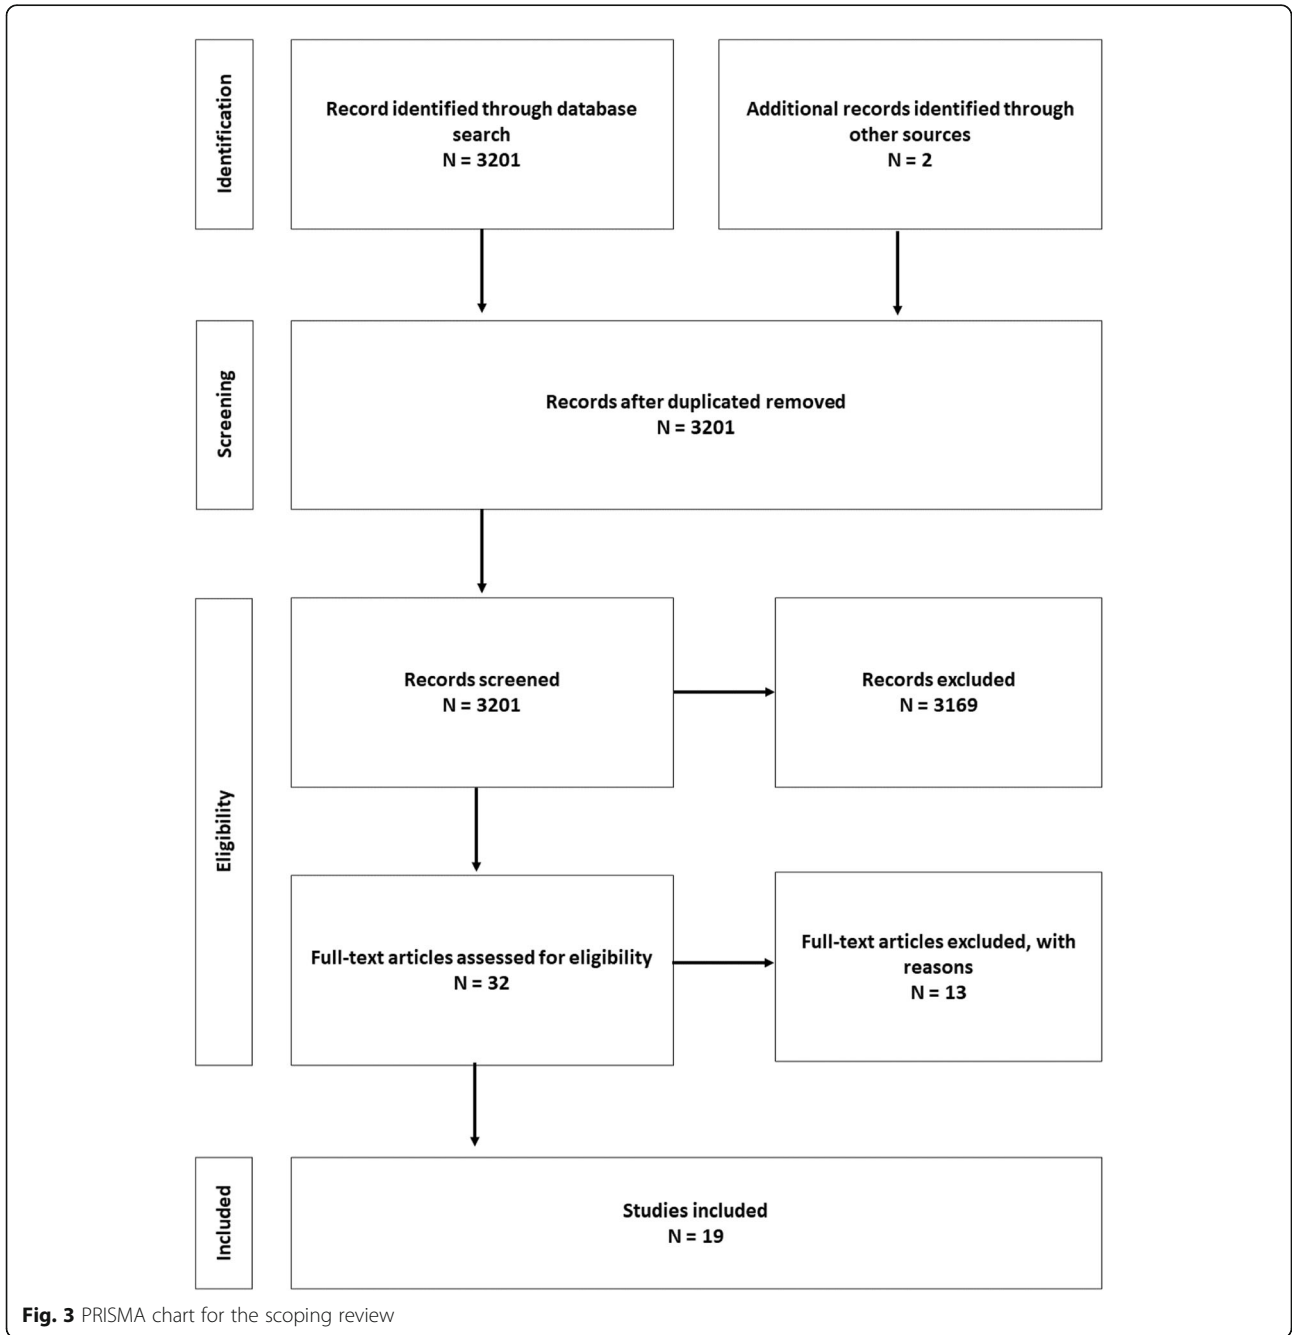 Identification
Record identified through database
search
N = 3201
Additional records identified through
other sources
N = 2
Screening
Records after duplicated removed
N = 3201
Eligibility
Records screened
N = 3201
Records excluded
N = 3169
Full-text articles assessed for eligibility
N = 32
Full-text articles excluded, with
reasons
N = 13
Included
Studies included
N = 19
Fig. 3 PRISMA chart for the scoping review